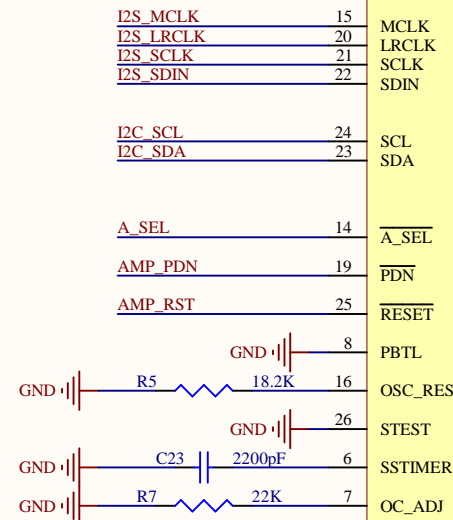 I2S_MCLK 15 MCLK
I2S_LRCLK 20 LRCLK
I2S_SCLK 21 SCLK
I2S_SDIN 22 SDIN
I2C_SCL 24 SCL
I2C_SDA 23 SDA
A_SEL 14 A_SEL
AMP_PDN 19 PDN
AMP_RST 25 RESET
GND 8 PBTL
GND R5 18.2K 16 OSC_RES
GND 26 STEST
GND C23 2200pF 6 SSTIMER
GND R7 22K 7 OC_ADJ